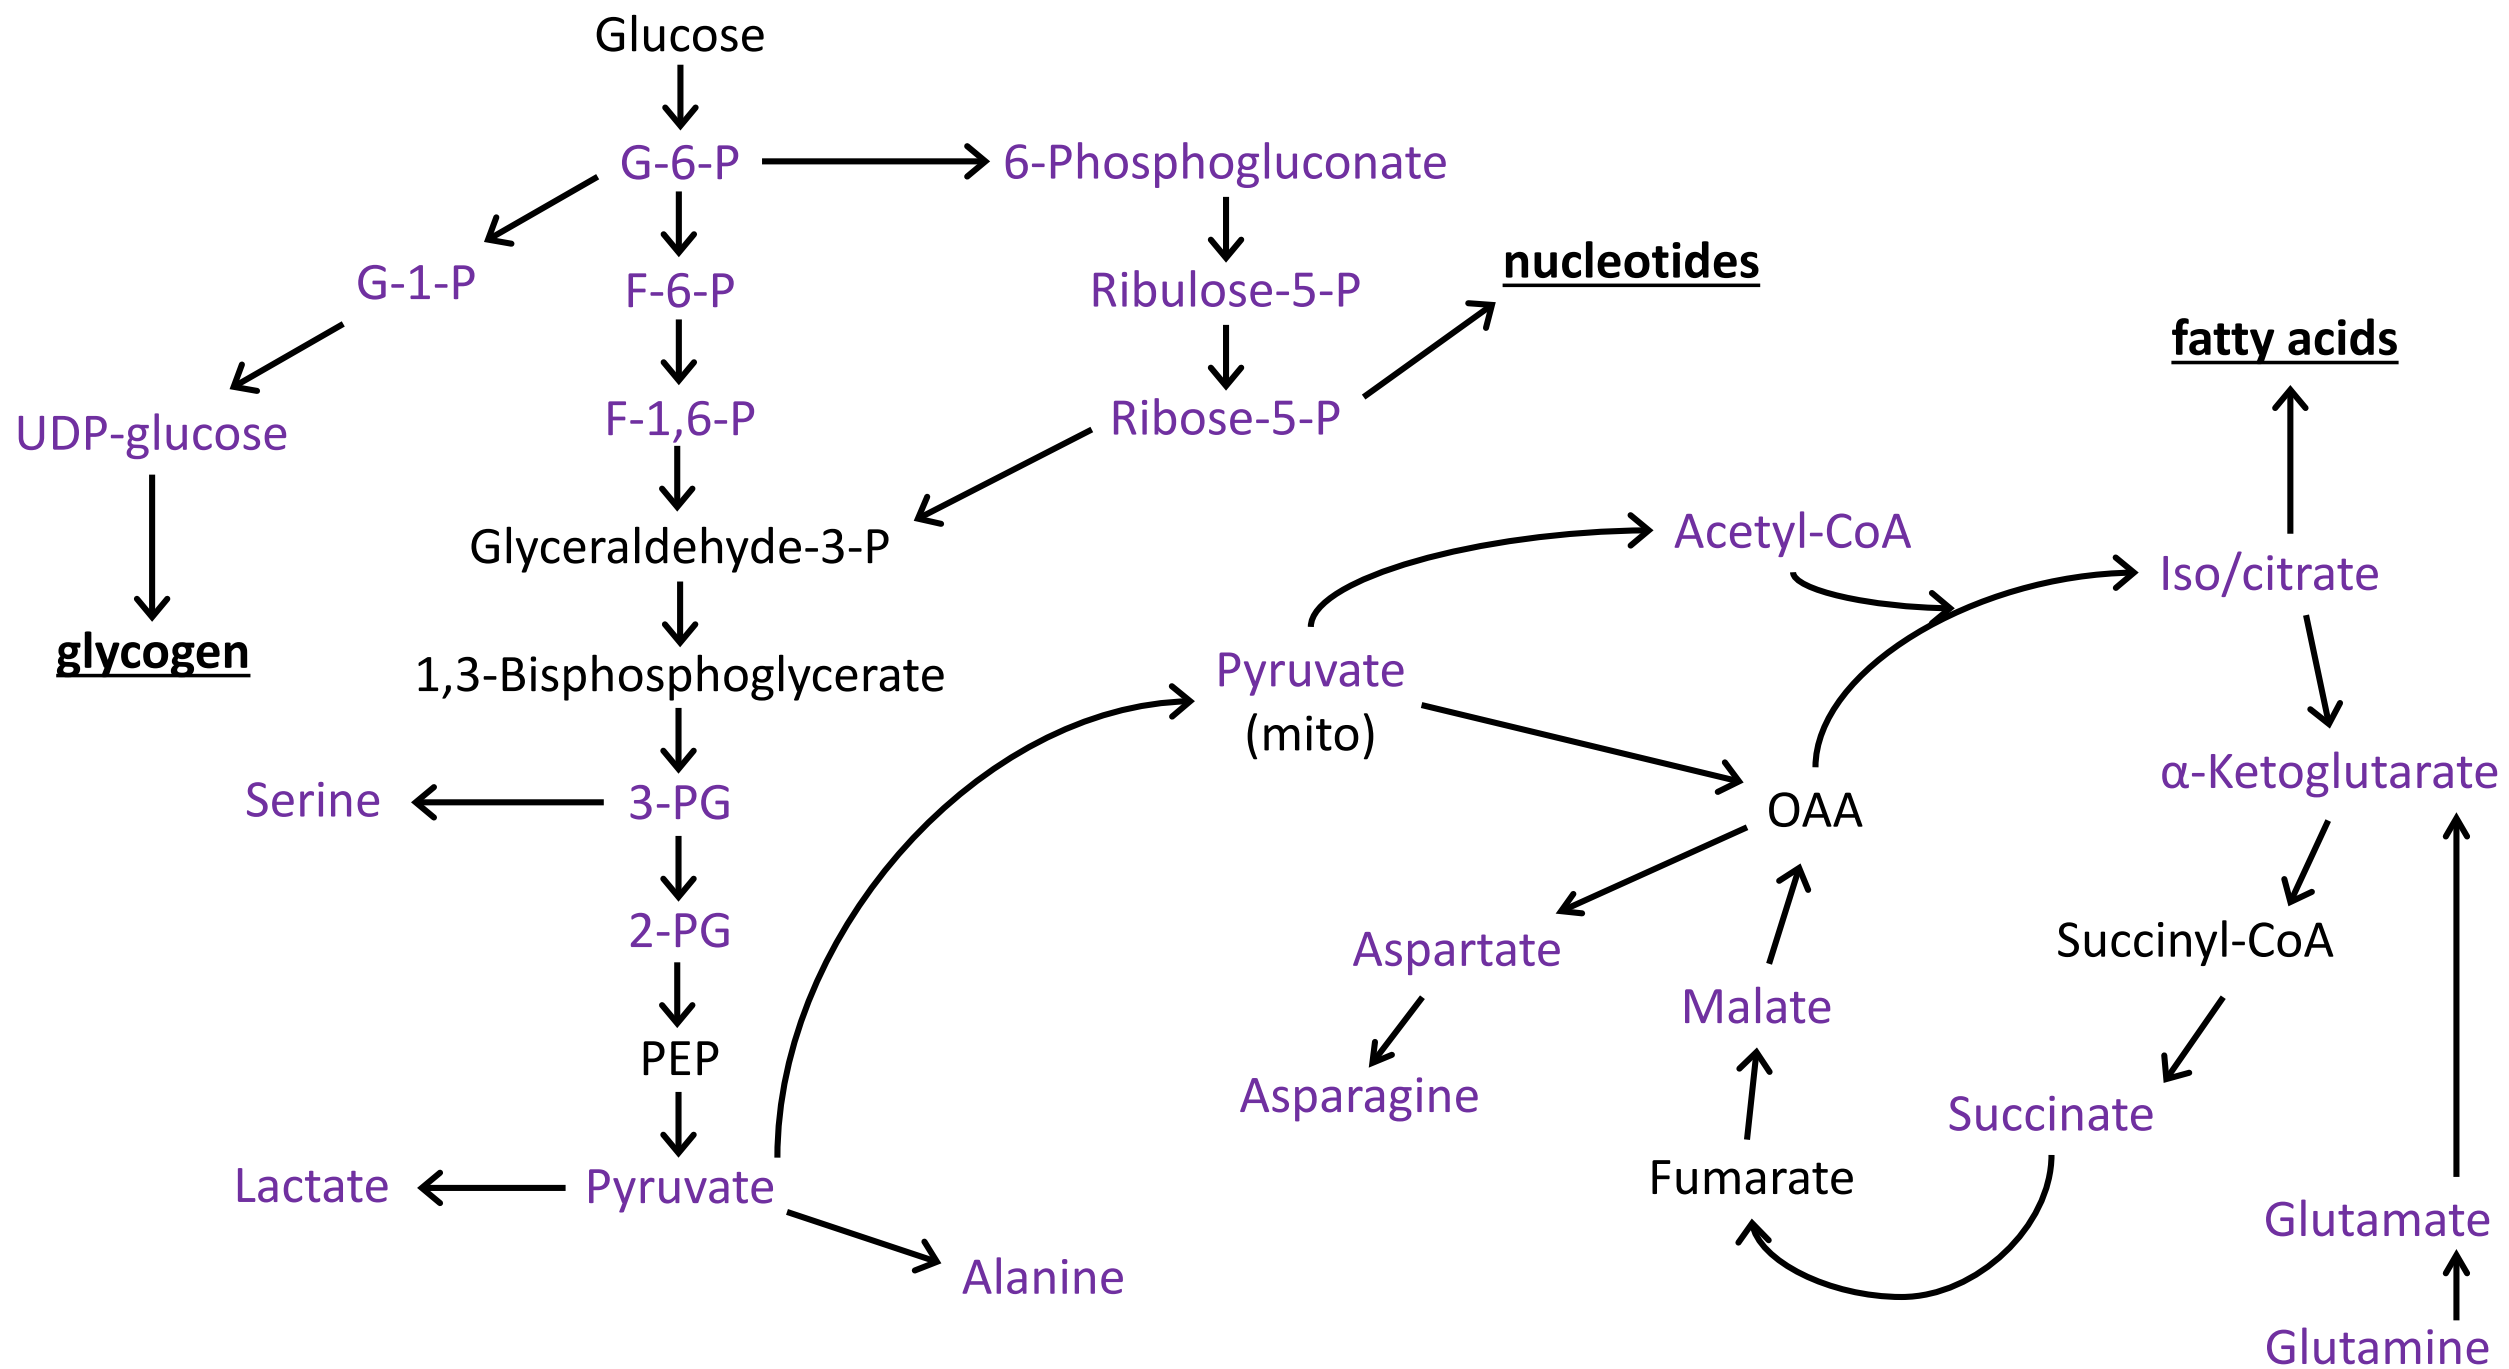 Glucose
G-6-P
6-Phosphogluconate
nucleotides
G-1-P
F-6-P
Ribulose-5-P
fatty acids
UDP-glucose
F-1,6-P
Ribose-5-P
Glyceraldehyde-3-P
Acetyl-CoA
Iso/citrate
glycogen
1,3-Bisphosphoglycerate
Pyruvate
(mito)
Serine
3-PG
OAA
α-Ketoglutarate
2-PG
Aspartate
Succinyl-CoA
Malate
PEP
Asparagine
Succinate
Lactate
Pyruvate
Fumarate
Glutamate
Alanine
Glutamine